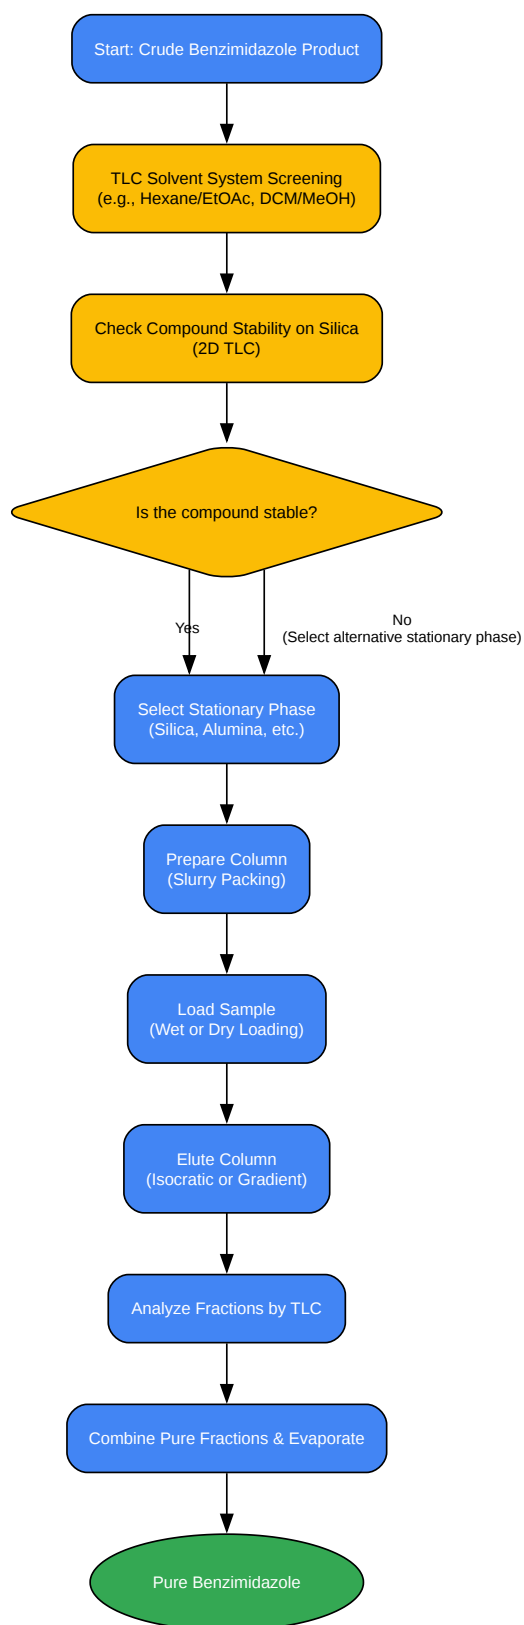 Start: Crude Benzimidazole Product
TLC Solvent System Screening
(e.g., Hexane/EtOAc, DCM/MeOH)
Check Compound Stability on Silica
(2D TLC)
Is the compound stable?
Yes
No
(Select alternative stationary phase)
Select Stationary Phase
(Silica, Alumina, etc.)
Prepare Column
(Slurry Packing)
Load Sample
(Wet or Dry Loading)
Elute Column
(Isocratic or Gradient)
Analyze Fractions by TLC
Combine Pure Fractions & Evaporate
Pure Benzimidazole